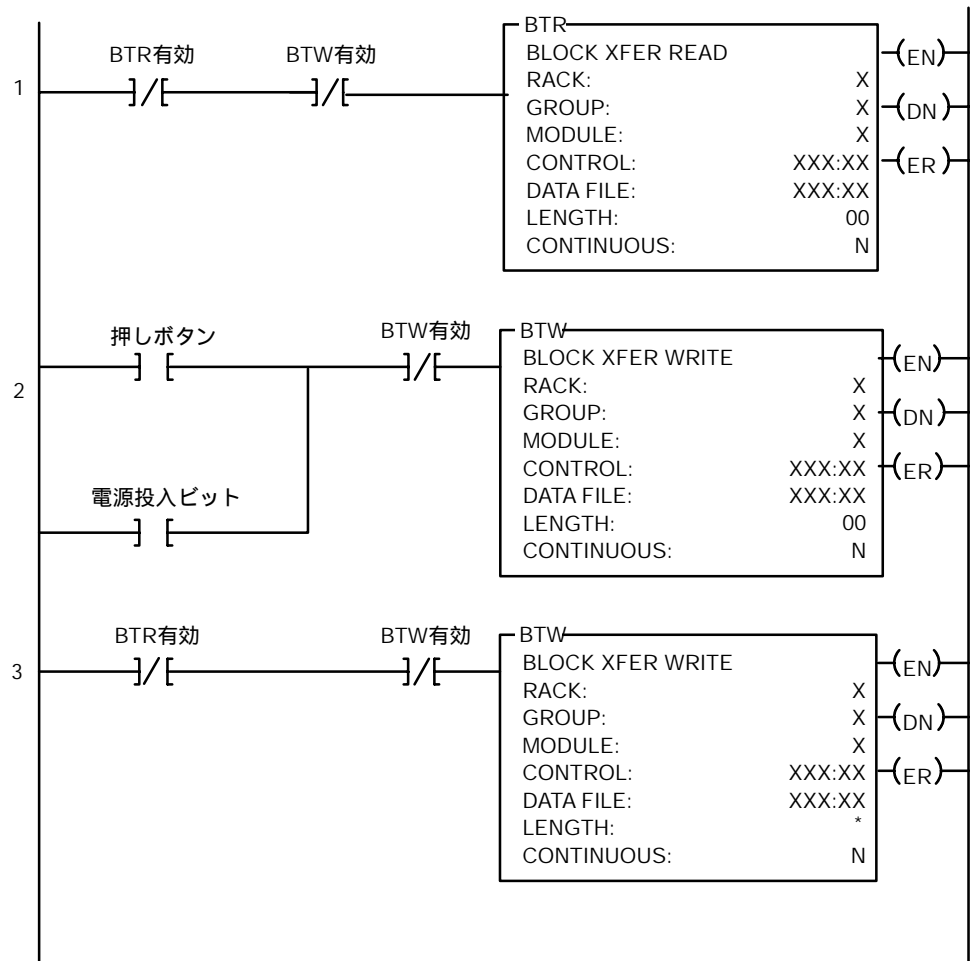 BTR有効 BTW有効
1
BTR
BLOCK XFER READ
RACK: X
GROUP: X
MODULE: X
CONTROL: XXX:XX
DATA FILE: XXX:XX
LENGTH: 00
CONTINUOUS: N
EN
DN
ER
押しボタン BTW有効
2
電源投入ビット
BTW
BLOCK XFER WRITE
RACK: X
GROUP: X
MODULE: X
CONTROL: XXX:XX
DATA FILE: XXX:XX
LENGTH: 00
CONTINUOUS: N
EN
DN
ER
BTR有効 BTW有効
3
BTW
BLOCK XFER WRITE
RACK: X
GROUP: X
MODULE: X
CONTROL: XXX:XX
DATA FILE: XXX:XX
LENGTH: *
CONTINUOUS: N
EN
DN
ER